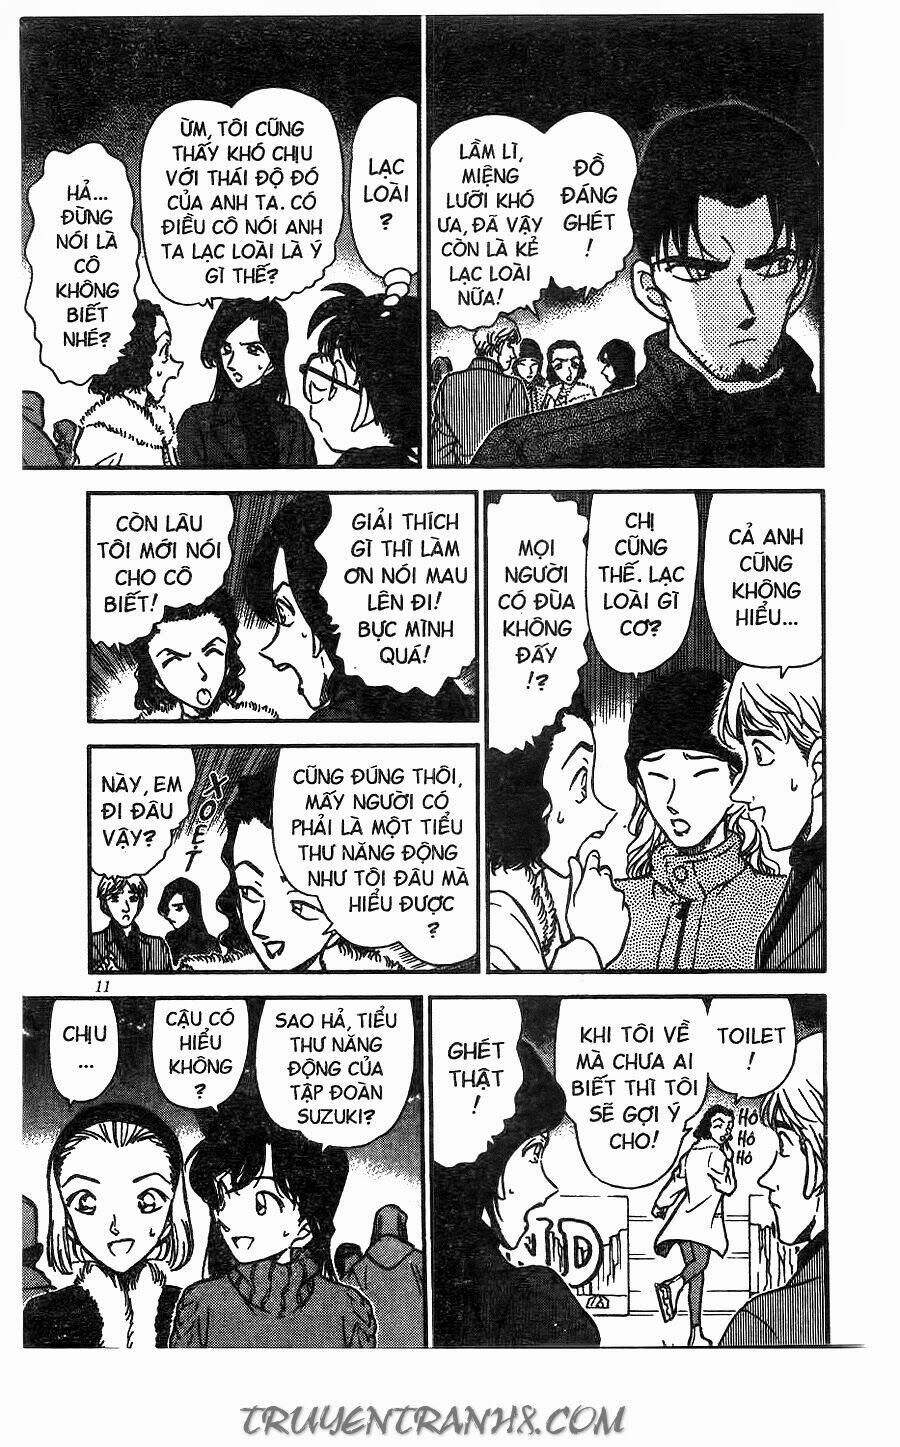 ĐỒ
ĐÁNG
GHÉT
!
LẦM LÌ,
MIỆNG
LƯỠI KHÓ
ƯA, ĐÃ VẬY
CÒN LÀ KẺ
LẠC LOÀI
NỮA!
LẠC
LOÀI
?
ỪM, TÔI CŨNG
THẤY KHÓ CHỊU
VỚI THÁI ĐỘ ĐÓ
CỦA ANH TA. CÓ
ĐIỀU CÔ NÓI ANH
TA LẠC LOÀI LÀ Ý
GÌ THẾ?
HẢ...
ĐỪNG
NÓI LÀ
CÔ
KHÔNG
BIẾT
NHÉ?
CẢ ANH
CŨNG
KHÔNG
HIỂU...
CHỊ
CŨNG
THẾ. LẠC
LOÀI GÌ
CƠ?
MỌI
NGƯỜI
CÓ ĐÙA
KHÔNG
ĐẤY
!?
GIẢI THÍCH
GÌ THÌ LÀM
ƠN NÓI MAU
LÊN ĐI!
BỰC MÌNH
QUÁ!
CÒN LÂU
TÔI MỚI NÓI
CHO CÔ
BIẾT!
CŨNG ĐÚNG THÔI,
MẤY NGƯỜI CÓ
PHẢI LÀ MỘT TIỂU
THƯ NĂNG ĐỘNG
NHƯ TÔI ĐÂU MÀ
HIỂU ĐƯỢC
?
XOẸT
NÀY, EM
ĐI ĐÂU
VẬY?
11
TOILET
!
KHI TÔI VỀ
MÀ CHƯA AI
BIẾT THÌ TÔI
SẼ GỢI Ý
CHO!
HÔ
HÔ
HÔ
GHÉT
THẬT
!
SAO HẢ, TIỂU
THƯ NĂNG
ĐỘNG CỦA
TẬP ĐOÀN
SUZUKI?
CẬU CÓ
HIỂU
KHÔNG
?
CHỊU
...
TRUYENTRANH8.COM